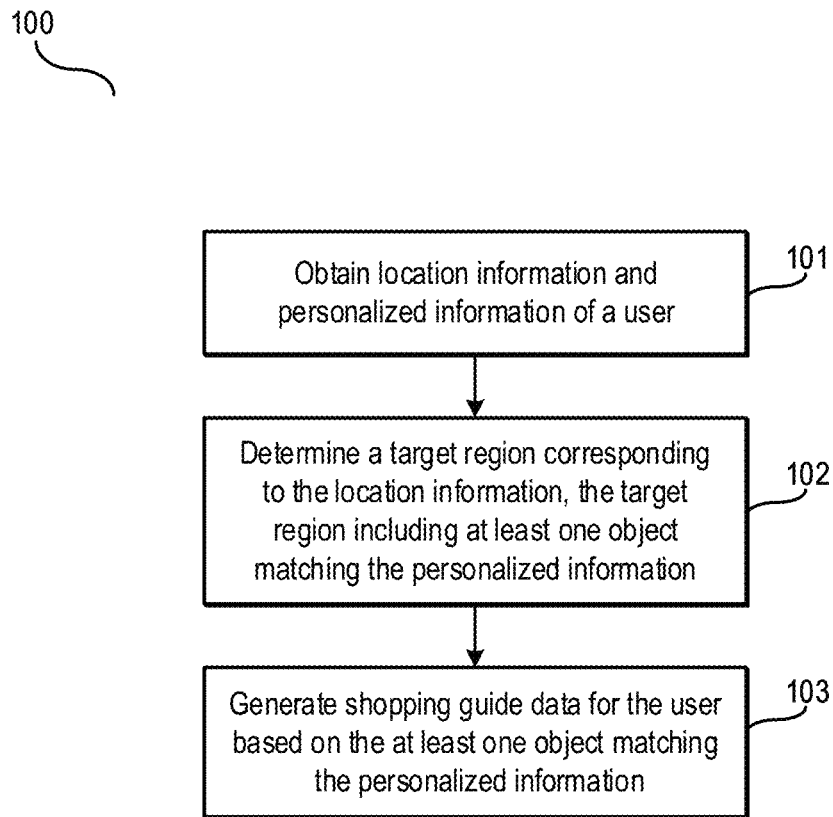 100
Obtain location information and
personalized information of a user
101
Determine a target region corresponding
to the location information, the target
region including at least one object
matching the personalized information
102
Generate shopping guide data for the user
based on the at least one object matching
the personalized information
103